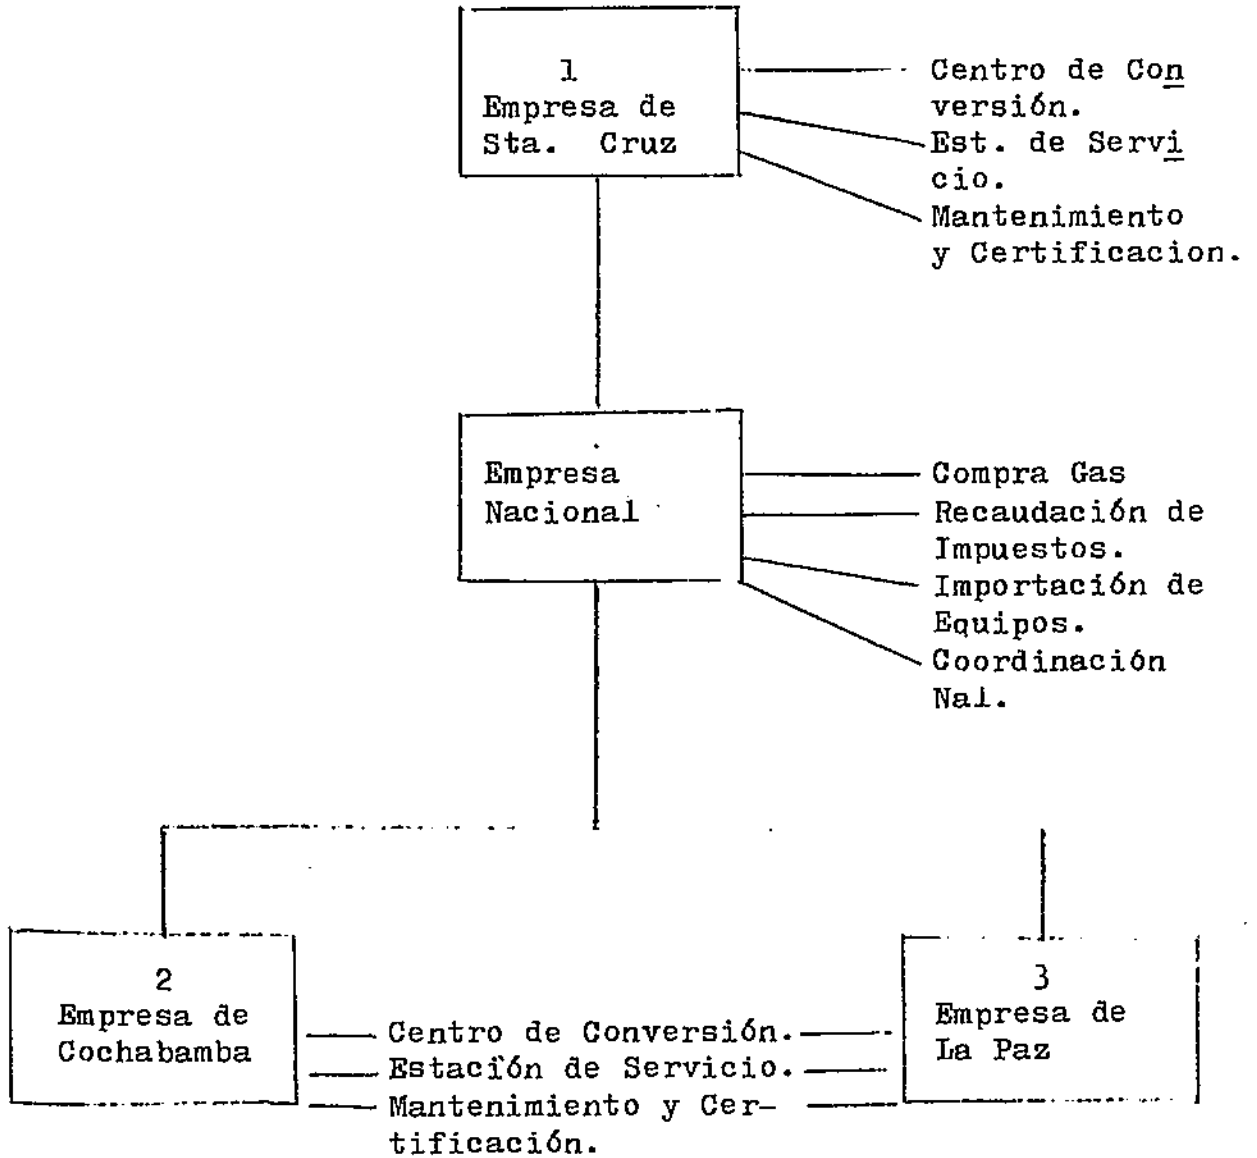 1
Empresa de
Sta. Cruz
Centro de Con
versión.
Est. de Servi
cio.
Mantenimiento
y Certificacion.
Empresa
Nacional
Compra Gas
Recaudación de
Impuestos.
Importación de
Equipos.
Coordinación
Nal.
2
Empresa de
Cochabamba
Centro de Conversión.
Estación de Servicio.
Mantenimiento y Cer-
tificación.
3
Empresa de
La Paz